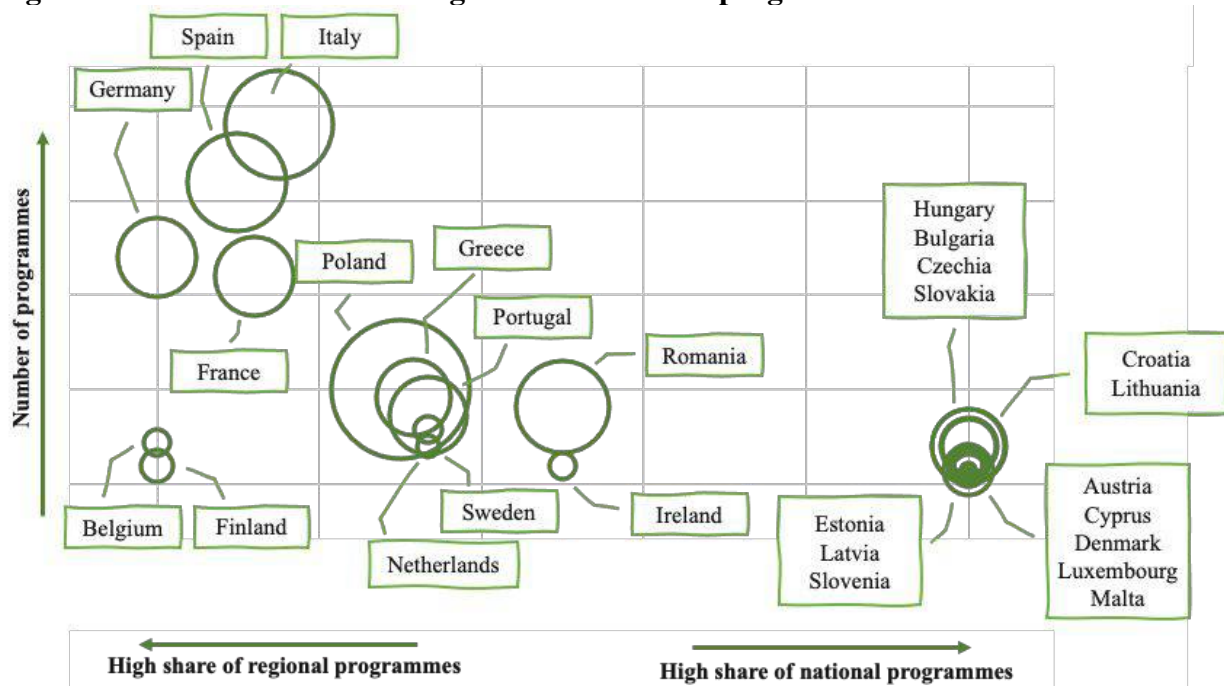 Spain
Italy
Germany
Hungary
Bulgaria
Czechia
Slovakia
Greece
Poland
Portugal
Romania
Croatia
Lithuania
France
Number of programmes
Belgium
Finland
Sweden
Ireland
Netherlands
Estonia
Latvia
Slovenia
Austria
Cyprus
Denmark
Luxembourg
Malta
High share of regional programmes
High share of national programmes